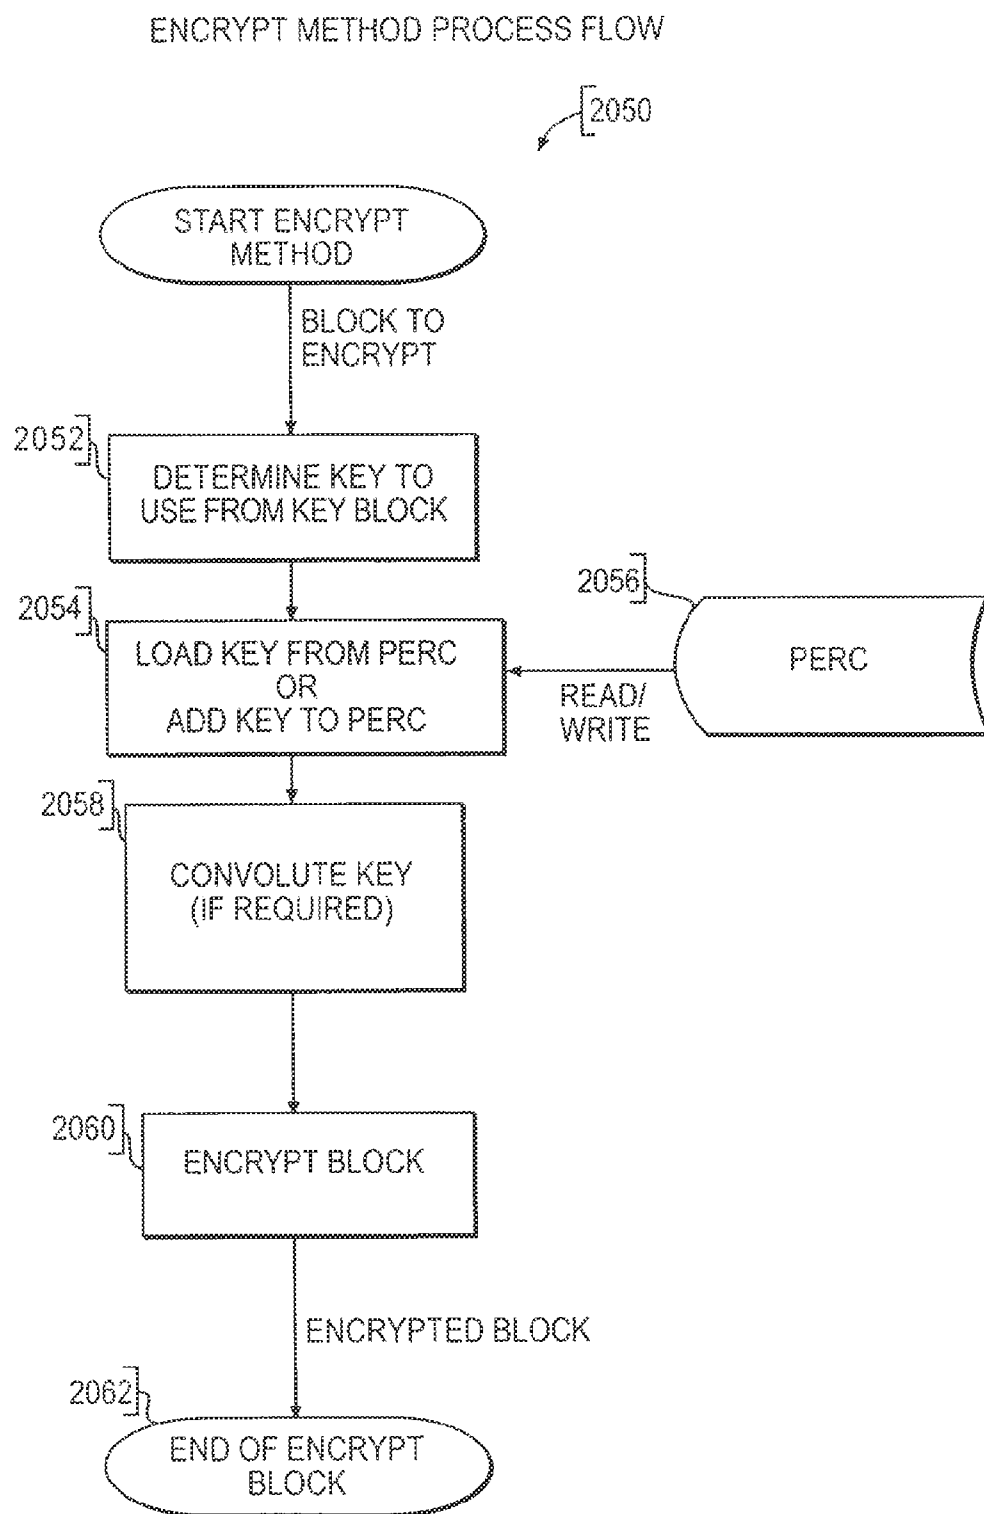 ENCRYPT METHOD PROCESS FLOW
2050
START ENCRYPT
METHOD
BLOCK TO
ENCRYPT
2052
DETERMINE KEY TO
USE FROM KEY BLOCK
2054
LOAD KEY FROM PERC
OR
ADD KEY TO PERC
2056
PERC
READ/
WRITE
2058
CONVOLUTE KEY
(IF REQUIRED)
2060
ENCRYPT BLOCK
ENCRYPTED BLOCK
2062
END OF ENCRYPT
BLOCK